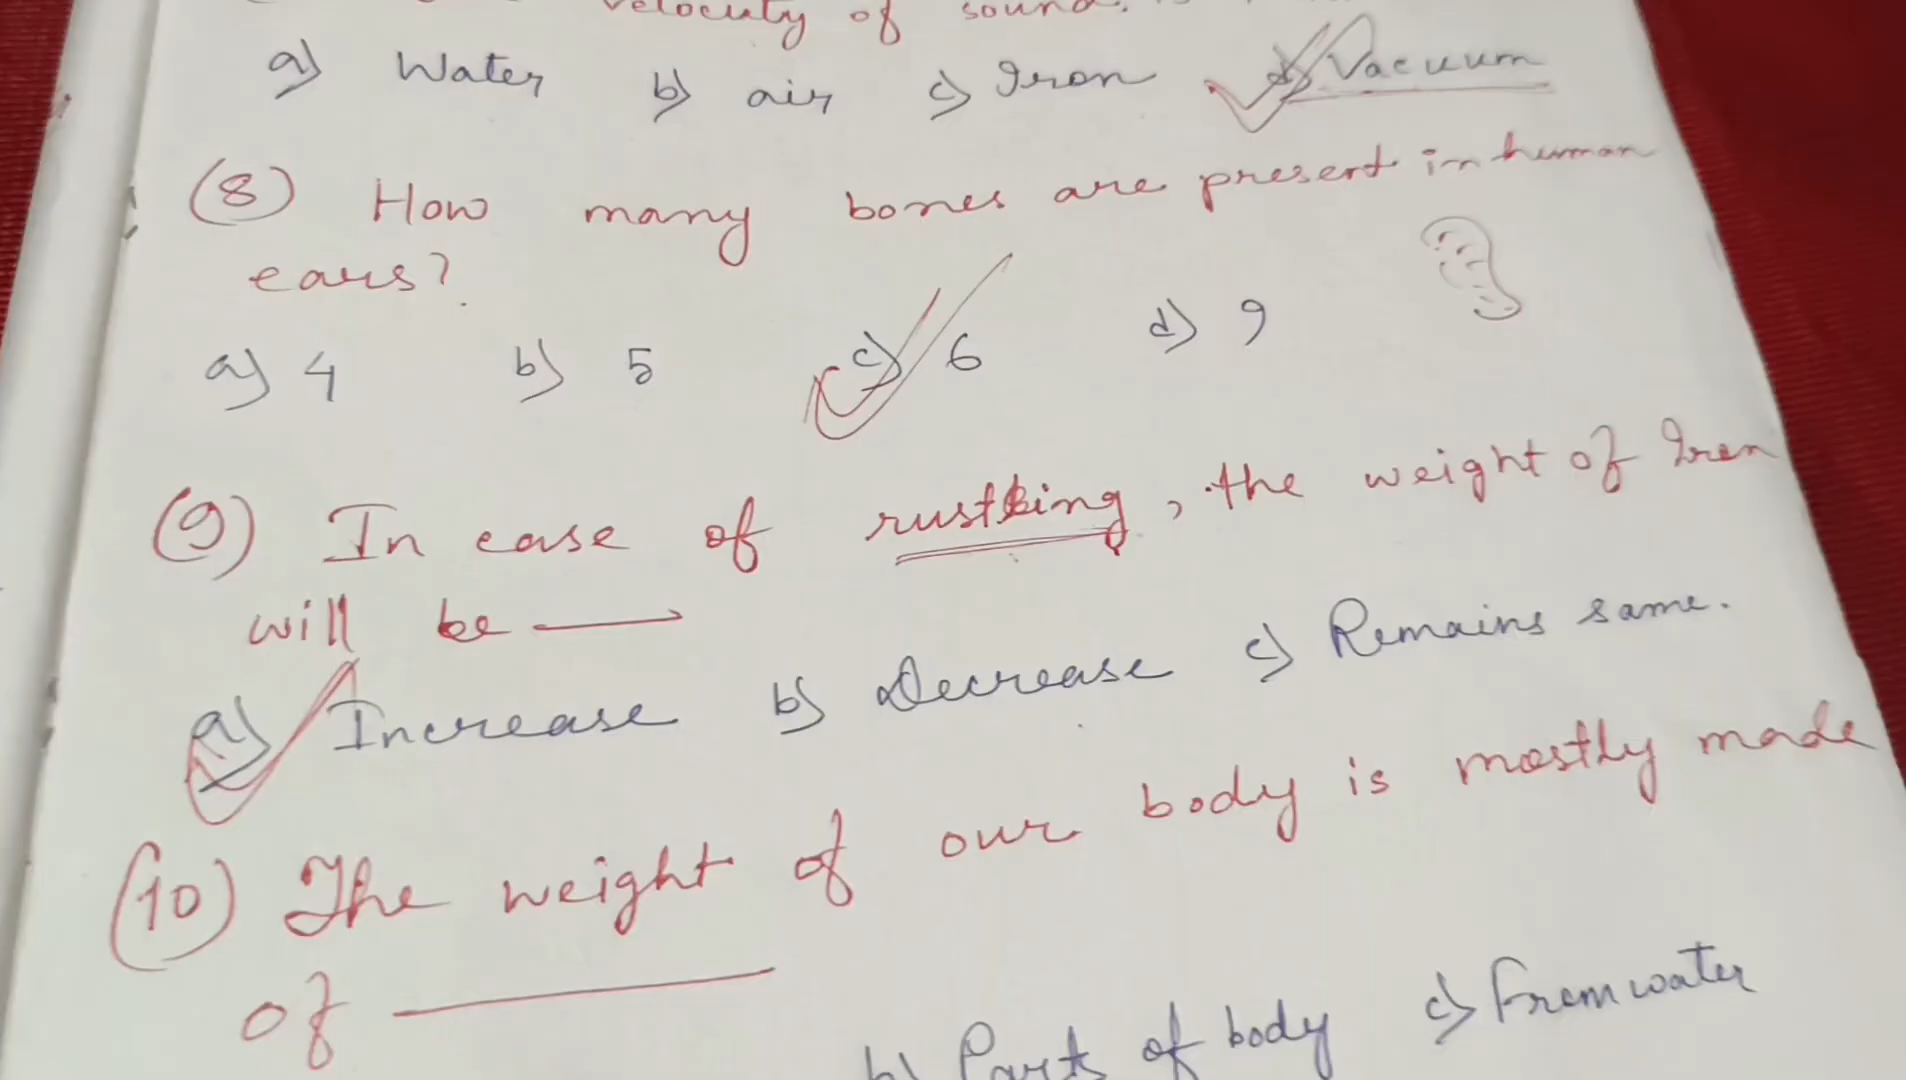 velocity of sound.
a) Water b) air c) Iron d) Vacuum
(8) How many bones are present in human
ears?
a) 4 b) 5 c) 6 d) 9
(9) In case of rusting, the weight of Iron
will be
a) Increase b) Decrease c) Remains same.
(10) The weight of our body is mostly made
of
b) Parts of body c) From water